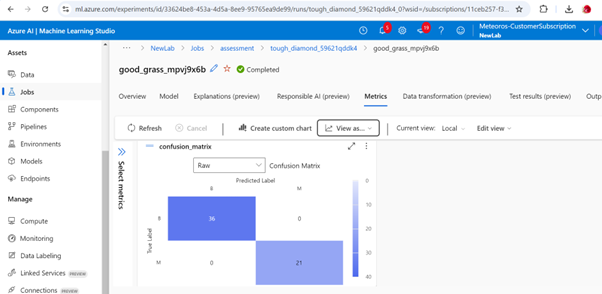 ml.azure.com/experiments/id/33624be8-453a-4d5a-8ee9-95765ea9de99/runs/tough_diamond_59621qddk4_0?wsid=/subscriptions/11ceb257-f3...
Azure AI | Machine Learning Studio
5
19
?
Meteoros-CustomerSubscription
NewLab
Assets
Data
Jobs
Components
Pipelines
Environments
Models
Endpoints
Manage
Compute
Monitoring
Data Labeling
Linked Services PREVIEW
Connections PREVIEW
... > NewLab > Jobs > assessment > tough_diamond_59621qddk4 > good_grass_mpvj9x6b
good_grass_mpvj9x6b Completed
Overview Model Explanations (preview) Responsible AI (preview) Metrics Data transformation (preview) Test results (preview) Outp
Refresh Cancel Create custom chart View as... Current view: Local Edit view
Select metrics
confusion_matrix
Raw Confusion Matrix
Predicted Label
B M
True Label
B 36 0
M 0 21
0
10
20
30
40